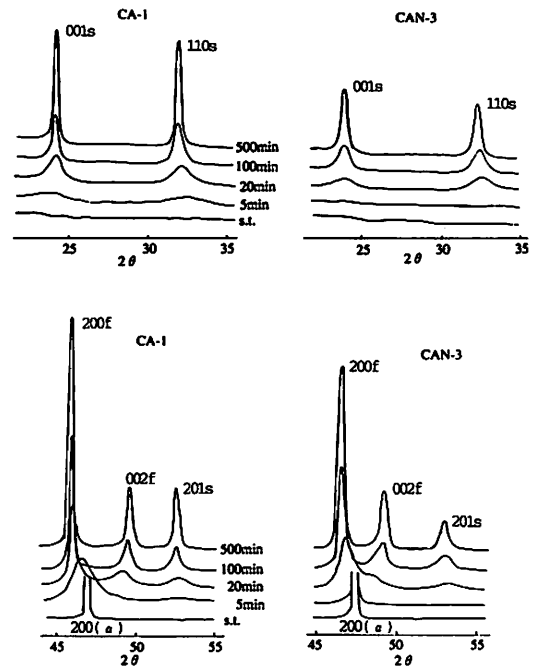 CA-1
CAN-3
001s
110s
001s
110s
500min
100min
20min
5min
s.t.
25 30 35
2θ
25 30 35
2θ
CA-1
CAN-3
200f
002f
201s
200f
002f
201s
500min
100min
20min
5min
s.t.
200(α)
200(α)
45 50 55
2θ
45 50 55
2θ